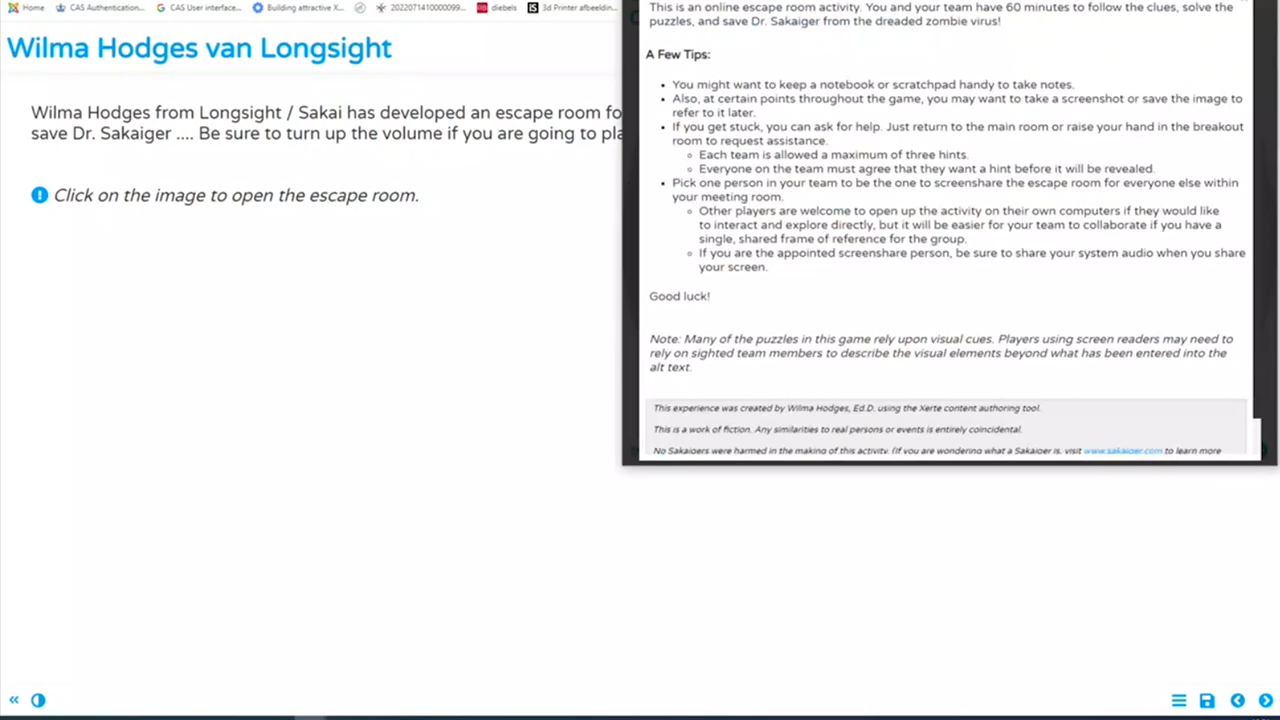 Home CAS Authentication... CAS User interface... Building attractive X... 2022071410000099... diebels 3d Printer afbeeldin...
Wilma Hodges van Longsight
Wilma Hodges from Longsight / Sakai has developed an escape room fo
save Dr. Sakaiger .... Be sure to turn up the volume if you are going to pla
Click on the image to open the escape room.
This is an online escape room activity. You and your team have 60 minutes to follow the clues, solve the
puzzles, and save Dr. Sakaiger from the dreaded zombie virus!
A Few Tips:
• You might want to keep a notebook or scratchpad handy to take notes.
• Also, at certain points throughout the game, you may want to take a screenshot or save the image to
refer to it later.
• If you get stuck, you can ask for help. Just return to the main room or raise your hand in the breakout
room to request assistance.
Each team is allowed a maximum of three hints.
Everyone on the team must agree that they want a hint before it will be revealed.
• Pick one person in your team to be the one to screenshare the escape room for everyone else within
your meeting room.
Other players are welcome to open up the activity on their own computers if they would like
to interact and explore directly, but it will be easier for your team to collaborate if you have a
single, shared frame of reference for the group.
If you are the appointed screenshare person, be sure to share your system audio when you share
your screen.
Good luck!
Note: Many of the puzzles in this game rely upon visual cues. Players using screen readers may need to
rely on sighted team members to describe the visual elements beyond what has been entered into the
alt text.
This experience was created by Wilma Hodges, Ed.D. using the Xerte content authoring tool.
This is a work of fiction. Any similarities to real persons or events is entirely coincidental.
No Sakaigers were harmed in the making of this activity. (If you are wondering what a Sakaiger is, visit www.sakaiger.com to learn more